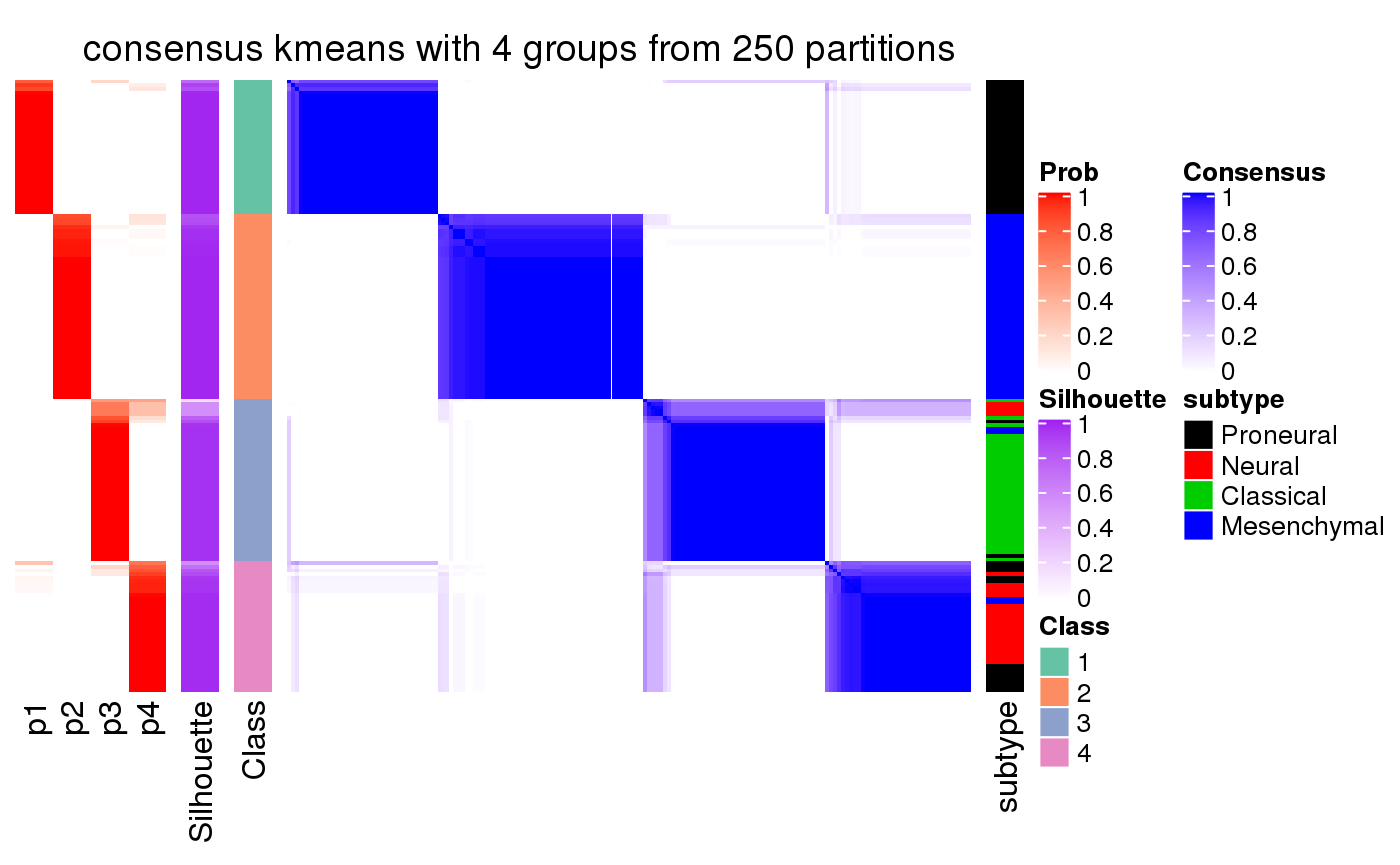 consensus kmeans with 4 groups from 250 partitions
p1
p2
p3
p4
Silhouette
Class
subtype
Prob
1
0.8
0.6
0.4
0.2
0
Consensus
1
0.8
0.6
0.4
0.2
0
Silhouette
1
0.8
0.6
0.4
0.2
0
subtype
Proneural
Neural
Classical
Mesenchymal
Class
1
2
3
4